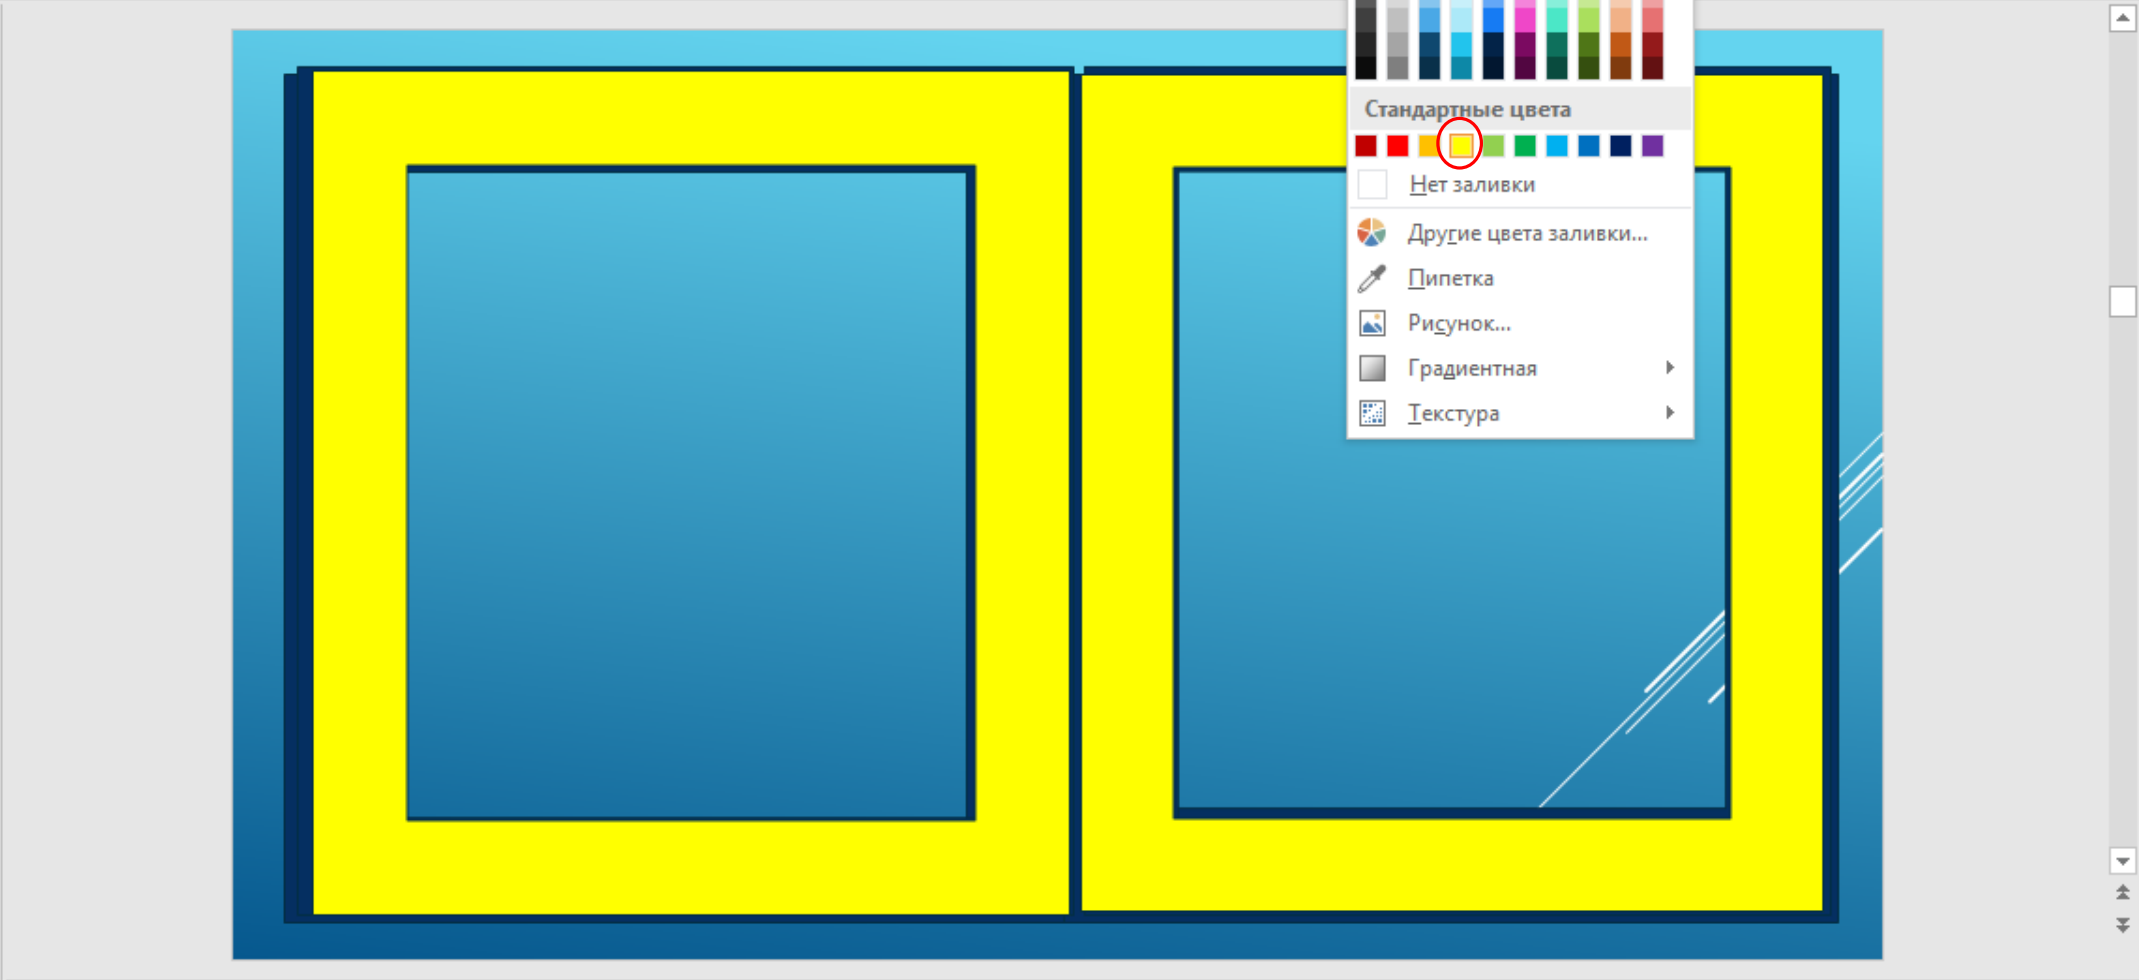 Стандартные цвета
Нет заливки
Другие цвета заливки...
Пипетка
Рисунок...
Градиентная
Текстура